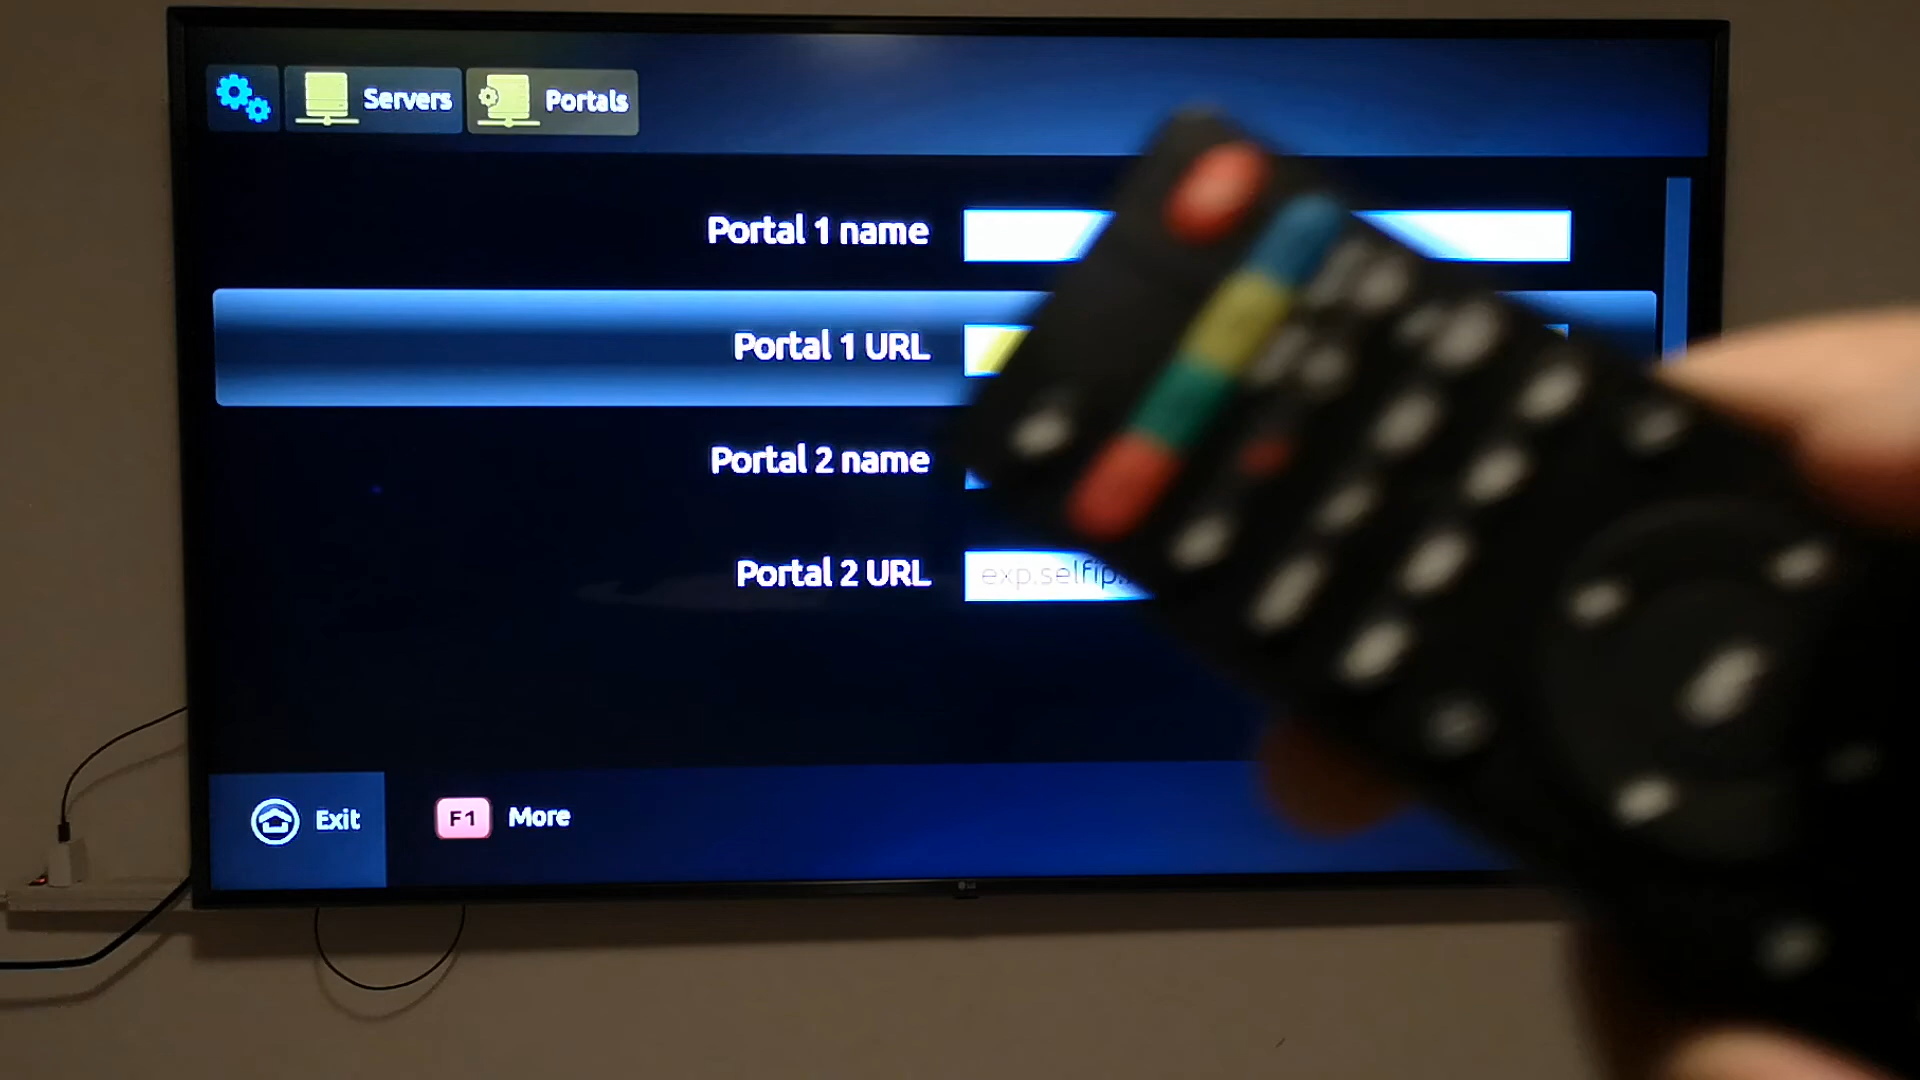 Servers
Portals
Portal 1 name
Portal 1 URL
Portal 2 name
Portal 2 URL
exp.selfip.
Exit
F1
More